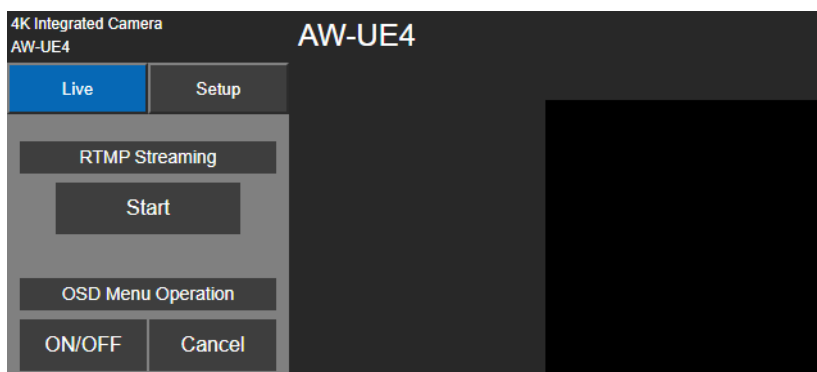 4K Integrated Camera
AW-UE4
AW-UE4
Live
Setup
RTMP Streaming
Start
OSD Menu Operation
ON/OFF
Cancel